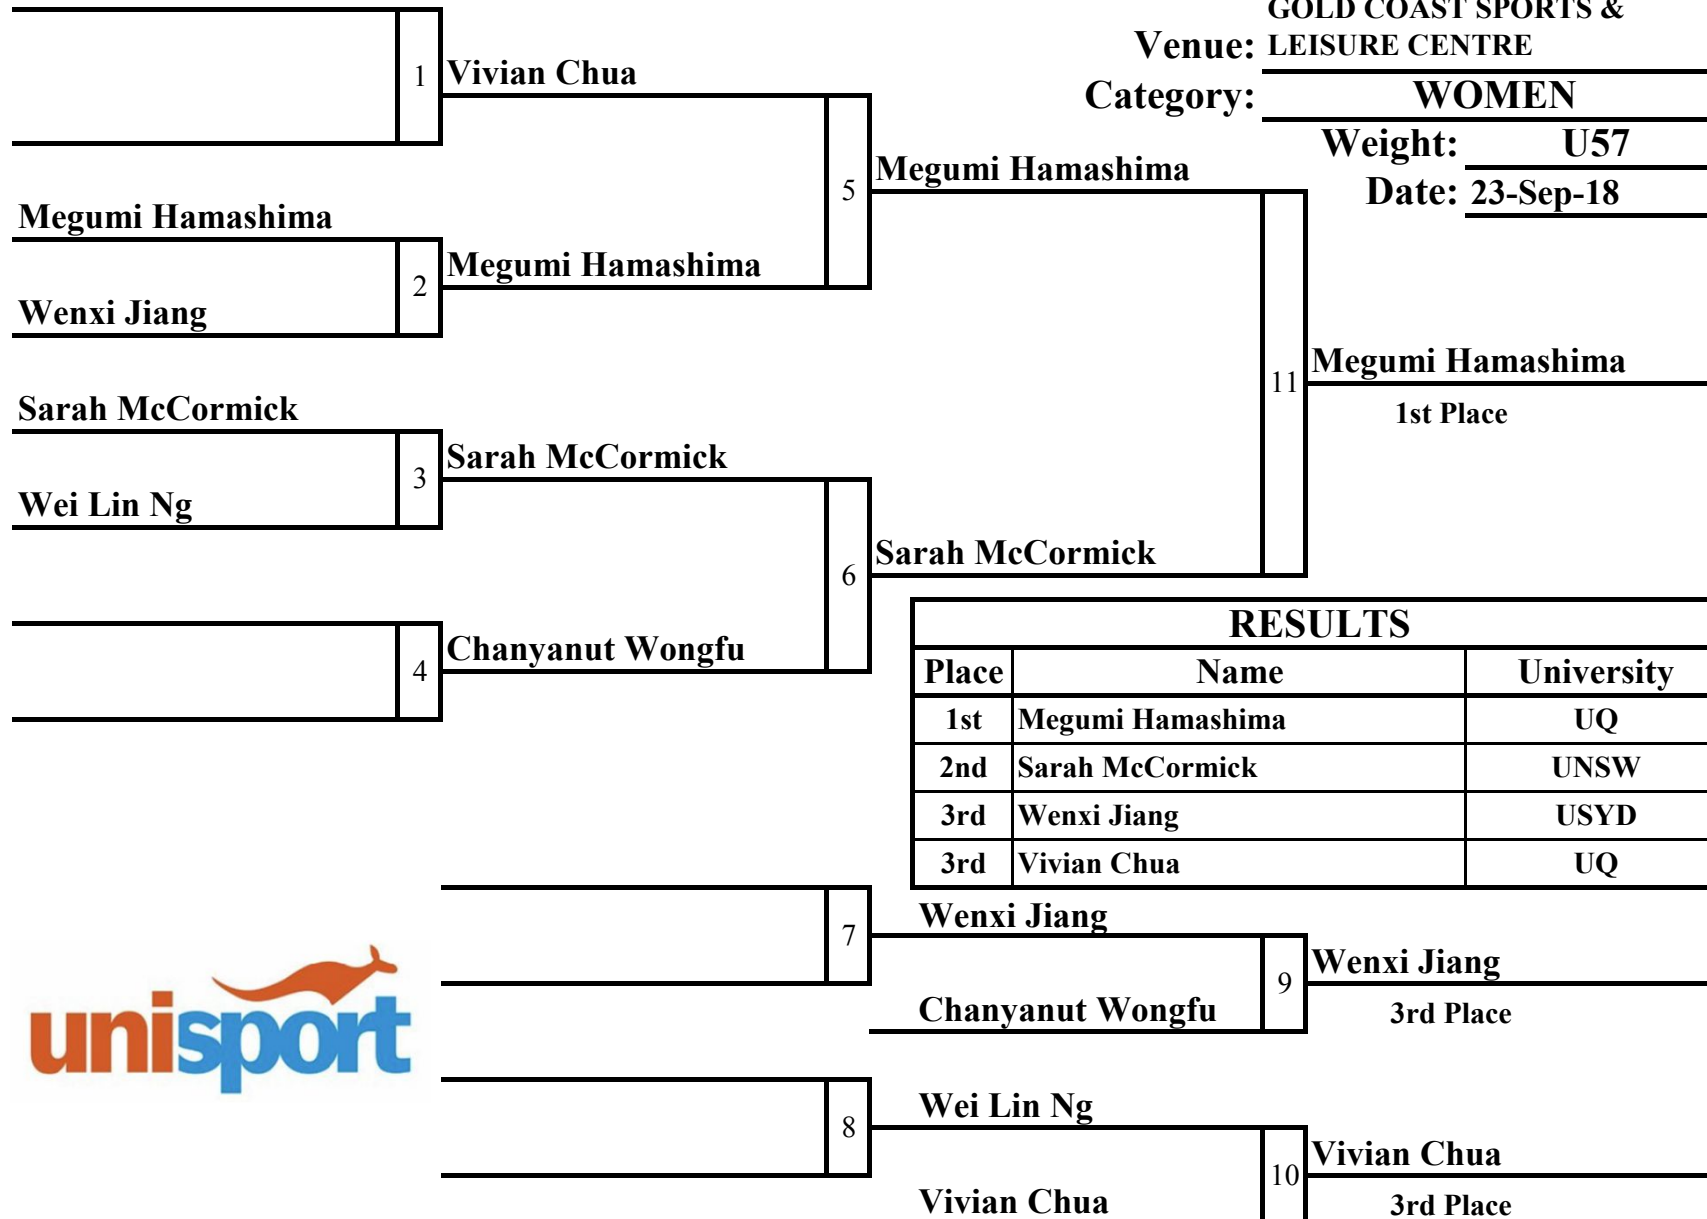 GOLD COAST SPORTS &
Venue: LEISURE CENTRE
Category: WOMEN
Weight: U57
Date: 23-Sep-18
1 Vivian Chua
5 Megumi Hamashima
Megumi Hamashima
2 Megumi Hamashima
Wenxi Jiang
11 Megumi Hamashima
1st Place
Sarah McCormick
3 Sarah McCormick
Wei Lin Ng
6 Sarah McCormick
4 Chanyanut Wongfu
RESULTS
Place Name University
1st Megumi Hamashima UQ
2nd Sarah McCormick UNSW
3rd Wenxi Jiang USYD
3rd Vivian Chua UQ
7 Wenxi Jiang
9 Wenxi Jiang
Chanyanut Wongfu 3rd Place
unisport
8 Wei Lin Ng
10 Vivian Chua
Vivian Chua 3rd Place